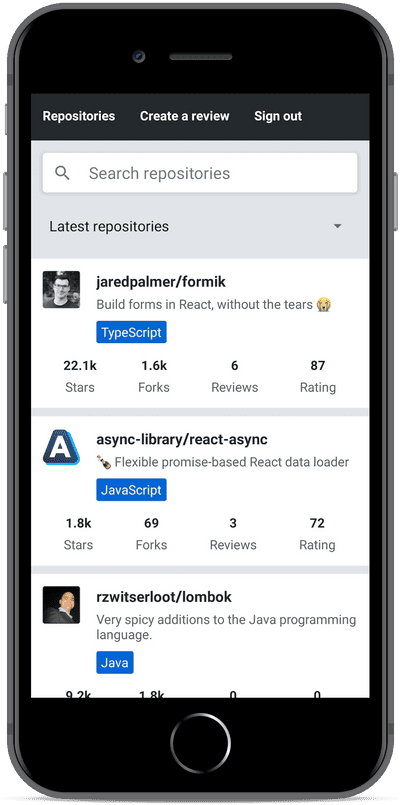 Repositories Create a review Sign out
Search repositories
Latest repositories
jaredpalmer/formik
Build forms in React, without the tears 😭
TypeScript
22.1k 1.6k 6 87
Stars Forks Reviews Rating
A
async-library/react-async
🍾 Flexible promise-based React data loader
JavaScript
1.8k 69 3 72
Stars Forks Reviews Rating
rzwitserloot/lombok
Very spicy additions to the Java programming
language.
Java
9.2k 1.8k 0 0